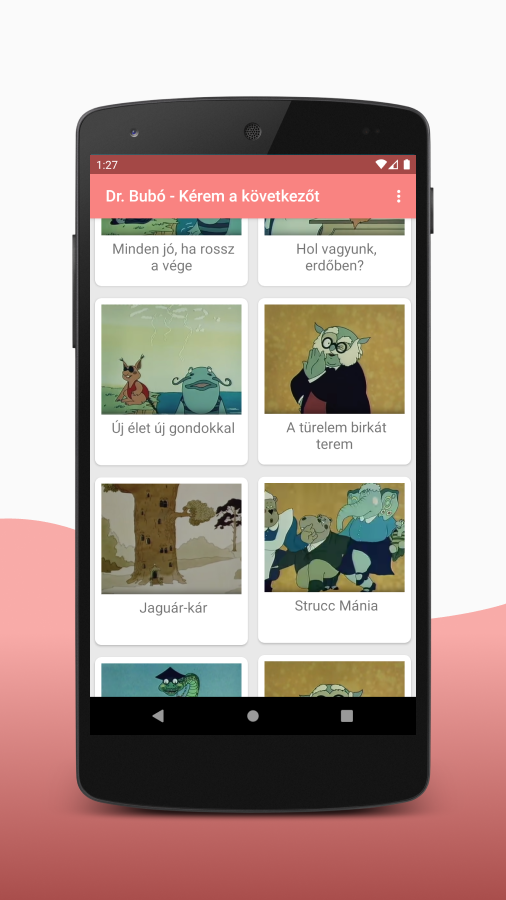 1:27
Dr. Bubó - Kérem a következőt
Minden jó, ha rossz
a vége
Hol vagyunk,
erdőben?
Új élet új gondokkal
A türelem birkát
terem
Jaguár-kár
Strucc Mánia